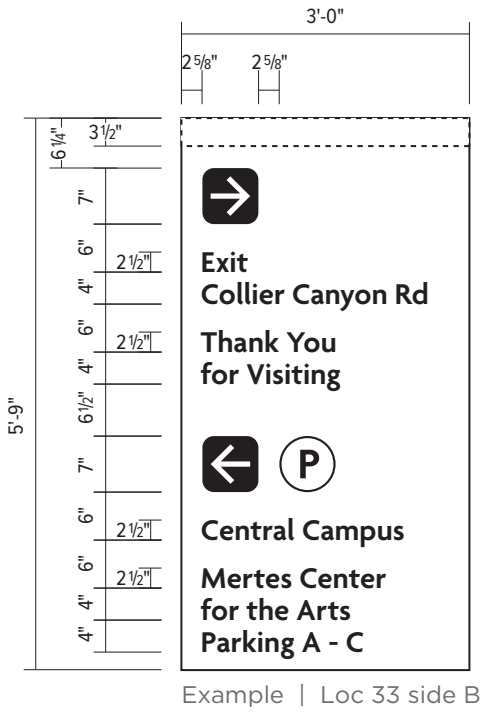 3'-0"
2 5/8" 2 5/8"
6 1/4" 3 1/2"
7"
6" 2 1/2"
Exit
4"
Collier Canyon Rd
6" 2 1/2"
Thank You
4"
for Visiting
6 1/2"
5'-9"
7"
P
6" 2 1/2"
Central Campus
6" 2 1/2"
Mertes Center
4"
for the Arts
4"
Parking A - C
Example | Loc 33 side B